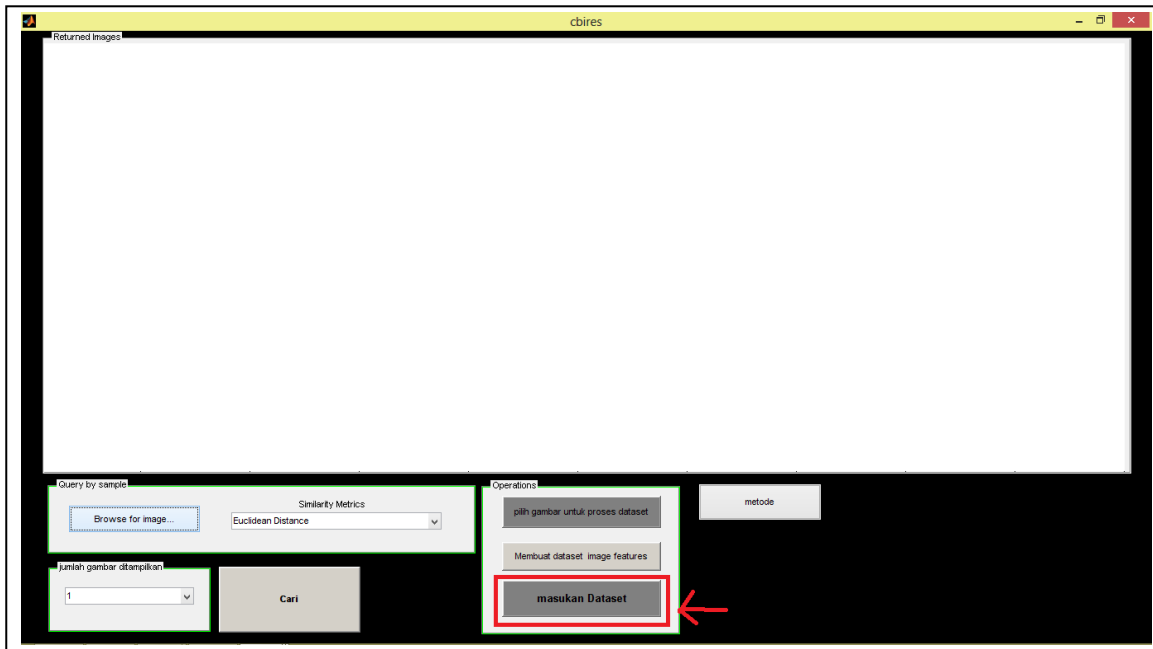 cbires
Returned Images
Query by sample
Browse for image...
Similarity Metrics
Euclidean Distance
Operations
pilih gambar untuk proses dataset
Membuat dataset image features
masukan Dataset
metode
jumlah gambar ditampilkan
1
Cari